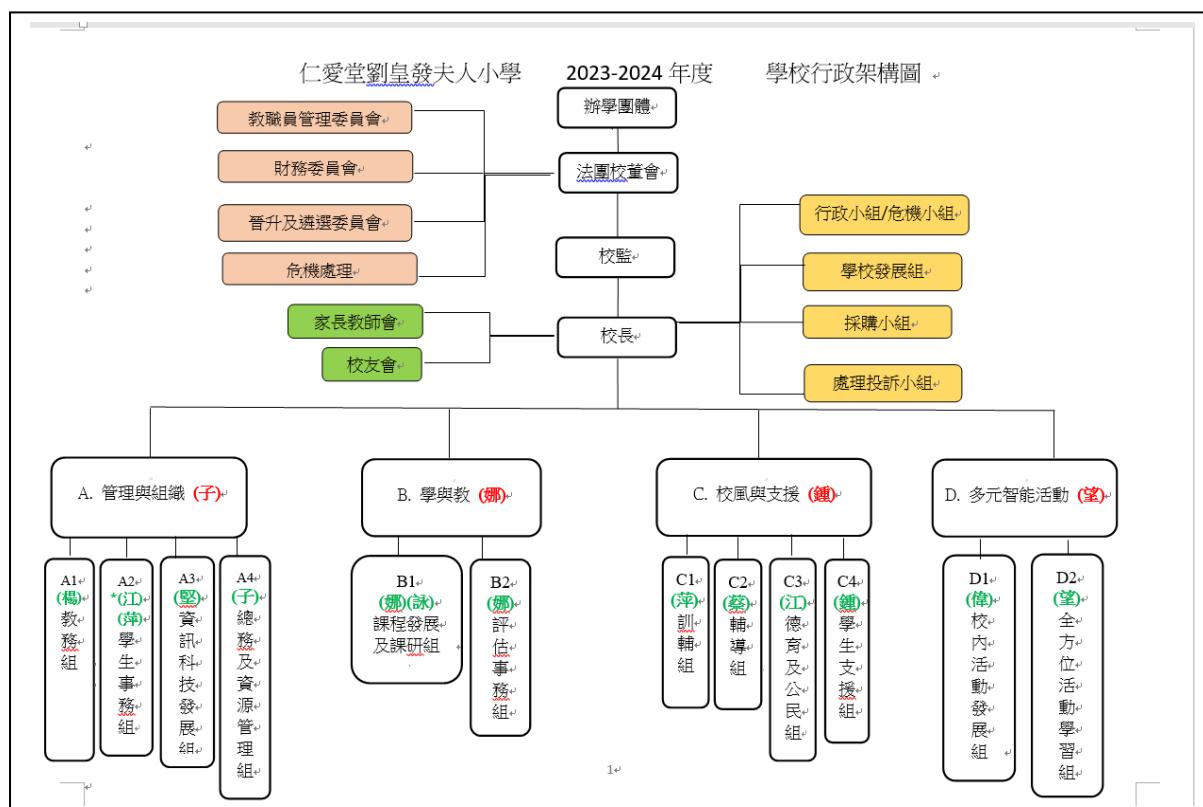 仁愛堂劉皇發夫人小學 2023-2024 年度 學校行政架構圖
辦學團體
教職員管理委員會
財務委員會
法團校董會
晉升及遴選委員會
行政小組/危機小組
校監
危機處理
學校發展組
家長教師會
校長
採購小組
校友會
處理投訴小組
A. 管理與組織 (子)
B. 學與教 (娜)
C. 校風與支援 (鍾)
D. 多元智能活動 (望)
A1
(楊)
教務組
A2
*(江)
(萍)
學生事務組
A3
(堅)
資訊科技發展組
A4
(子)
總務及資源管理組
B1
(娜)(詠)
課程發展
及課研組
B2
(娜)
評估事務組
C1
(萍)
訓輔組
C2
(蔡)
輔導組
C3
(江)
德育及公民組
C4
(鍾)
學生支援組
D1
(偉)
校內活動發展組
D2
(望)
全方位活動學習組
1